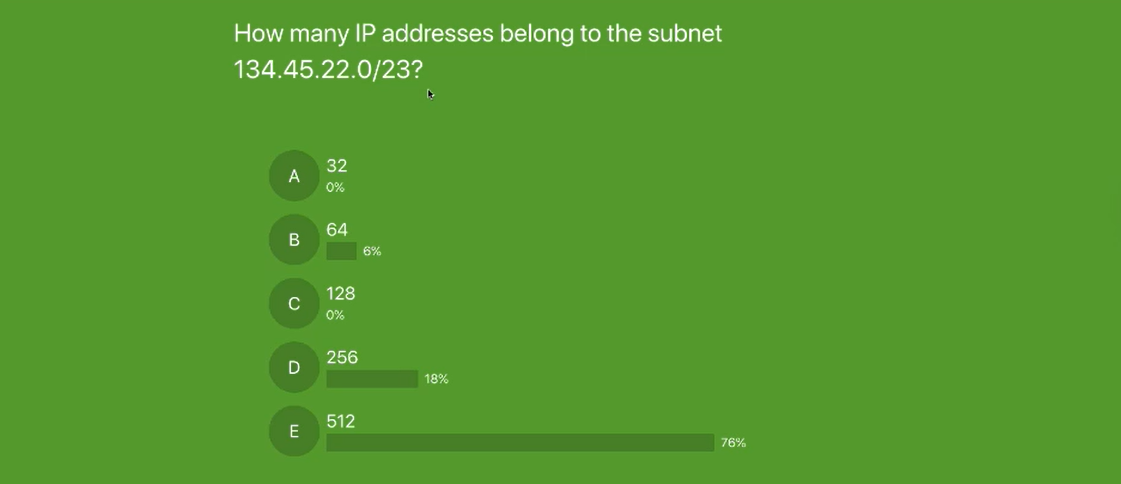 How many IP addresses belong to the subnet
134.45.22.0/23?
A
32
0%
B
64
6%
C
128
0%
D
256
18%
E
512
76%